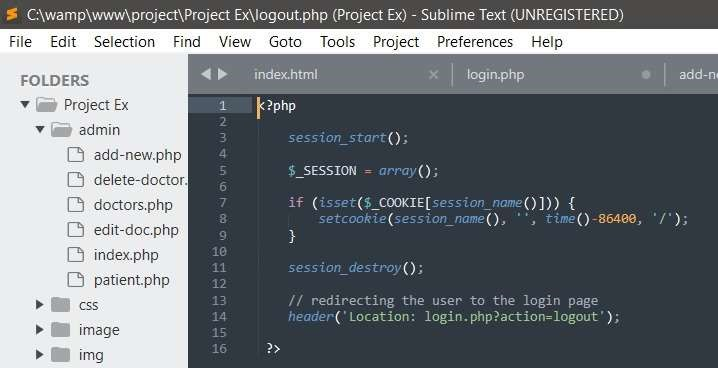 C:\wamp\www\project\Project Ex\logout.php (Project Ex) - Sublime Text (UNREGISTERED)
File Edit Selection Find View Goto Tools Project Preferences Help
FOLDERS
Project Ex
admin
add-new.php
delete-doctor.
doctors.php
edit-doc.php
index.php
patient.php
css
image
img
index.html × login.php add-ne
1 <?php
2
3 session_start();
4
5 $_SESSION = array();
6
7 if (isset($_COOKIE[session_name()])) {
8 setcookie(session_name(), '', time()-86400, '/');
9 }
10
11 session_destroy();
12
13 // redirecting the user to the login page
14 header('Location: login.php?action=logout');
15
16 ?>